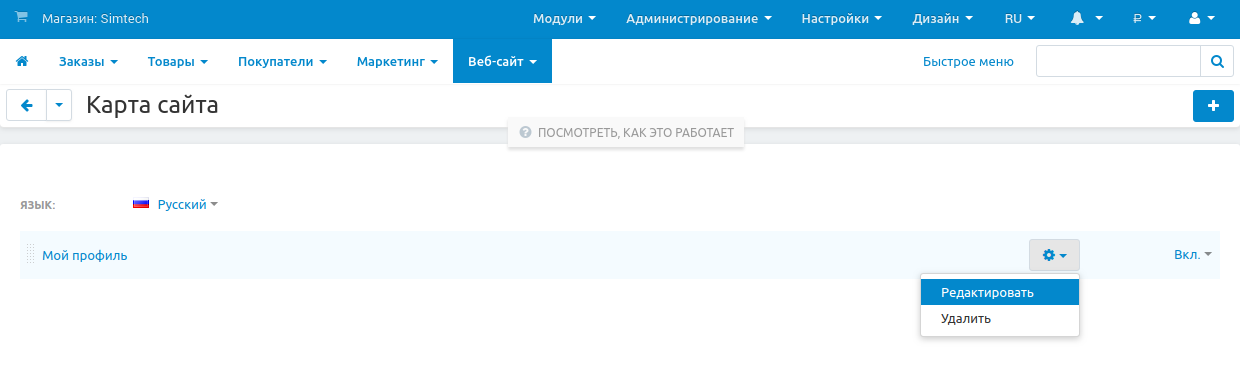 Магазин: Simtech Модули Администрирование Настройки Дизайн RU ₽
Заказы Товары Покупатели Маркетинг Веб-сайт Быстрое меню
Карта сайта
ПОСМОТРЕТЬ, КАК ЭТО РАБОТАЕТ
ЯЗЫК: Русский
Мой профиль Вкл.
Редактировать
Удалить